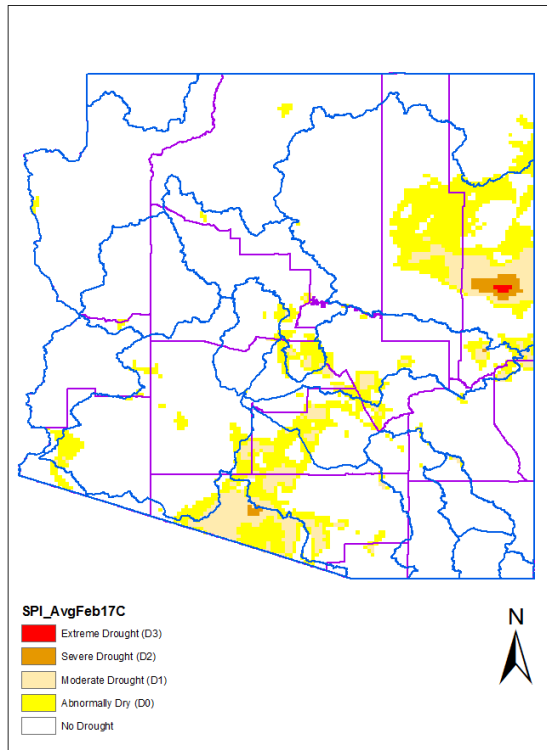 SPI_AvgFeb17C
Extreme Drought (D3)
Severe Drought (D2)
Moderate Drought (D1)
Abnormally Dry (D0)
No Drought
N